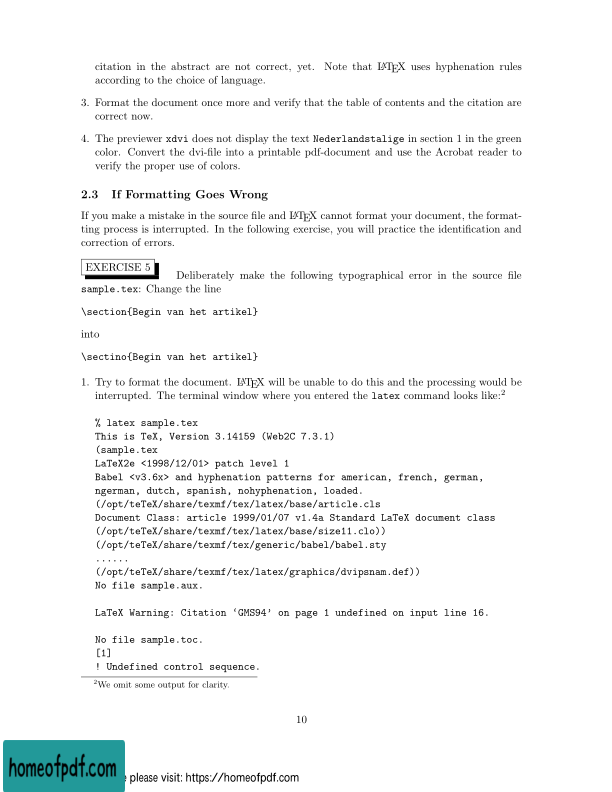 citation in the abstract are not correct, yet. Note that LATEX uses hyphenation rules
according to the choice of language.
3. Format the document once more and verify that the table of contents and the citation are
correct now.
4. The previewer xdvi does not display the text Nederlandstalige in section 1 in the green
color. Convert the dvi-file into a printable pdf-document and use the Acrobat reader to
verify the proper use of colors.
2.3 If Formatting Goes Wrong
If you make a mistake in the source file and LATEX cannot format your document, the format-
ting process is interrupted. In the following exercise, you will practice the identification and
correction of errors.
EXERCISE 5 Deliberately make the following typographical error in the source file
sample.tex: Change the line
\section{Begin van het artikel}
into
\sectino{Begin van het artikel}
1. Try to format the document. LATEX will be unable to do this and the processing would be
interrupted. The terminal window where you entered the latex command looks like:2
% latex sample.tex
This is TeX, Version 3.14159 (Web2C 7.3.1)
(sample.tex
LaTeX2e <1998/12/01> patch level 1
Babel <v3.6x> and hyphenation patterns for american, french, german,
ngerman, dutch, spanish, nohyphenation, loaded.
(/opt/teTeX/share/texmf/tex/latex/base/article.cls
Document Class: article 1999/01/07 v1.4a Standard LaTeX document class
(/opt/teTeX/share/texmf/tex/latex/base/size11.clo))
(/opt/teTeX/share/texmf/tex/generic/babel/babel.sty
......
(/opt/teTeX/share/texmf/tex/latex/graphics/dvipsnam.def))
No file sample.aux.
LaTeX Warning: Citation ‘GMS94’ on page 1 undefined on input line 16.
No file sample.toc.
[1]
! Undefined control sequence.
2We omit some output for clarity.
10
homeofpdf.com
please visit: https://homeofpdf.com